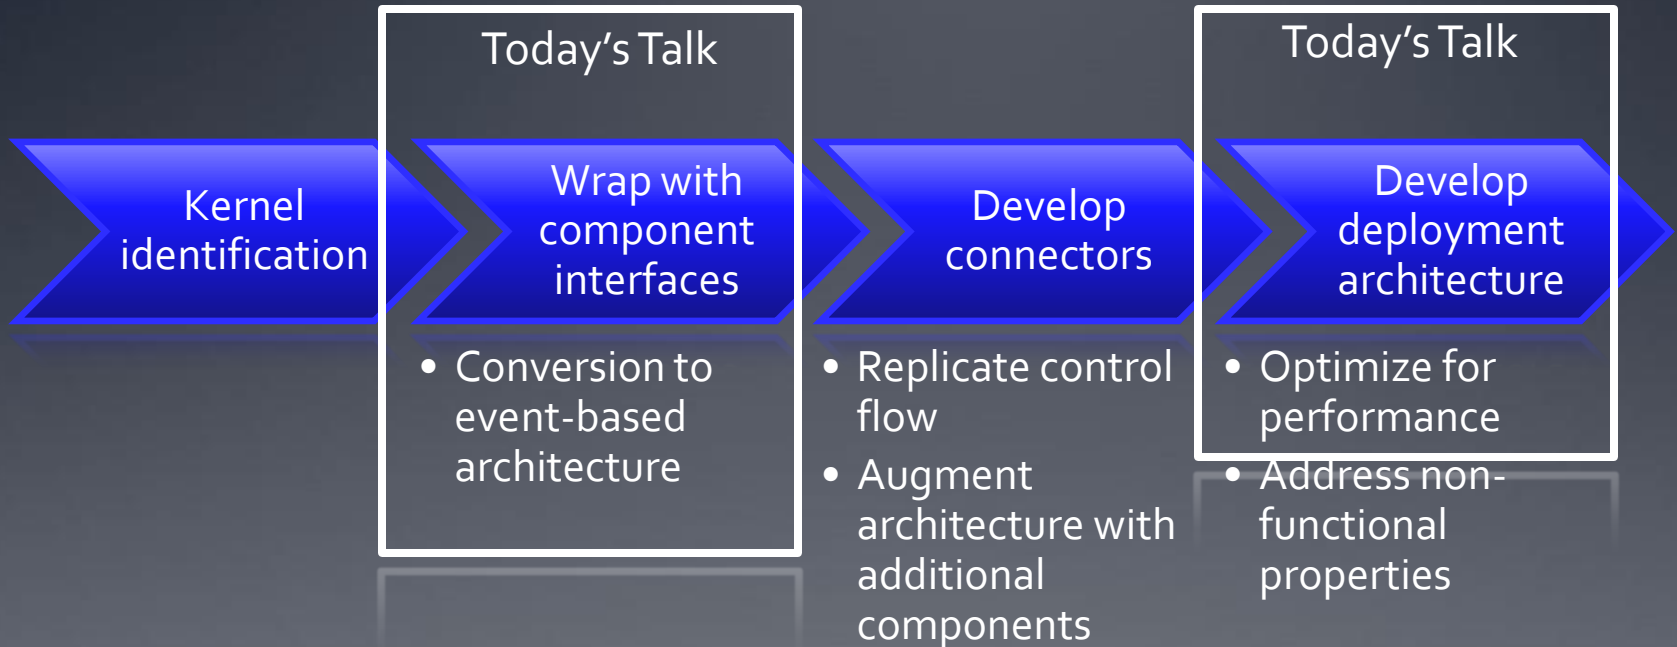 Today's Talk
Today's Talk
Kernel
identification
Wrap with
component
interfaces
Develop
connectors
Develop
deployment
architecture
• Conversion to
event-based
architecture
• Replicate control
flow
• Augment
architecture with
additional
components
• Optimize for
performance
• Address non-
functional
properties